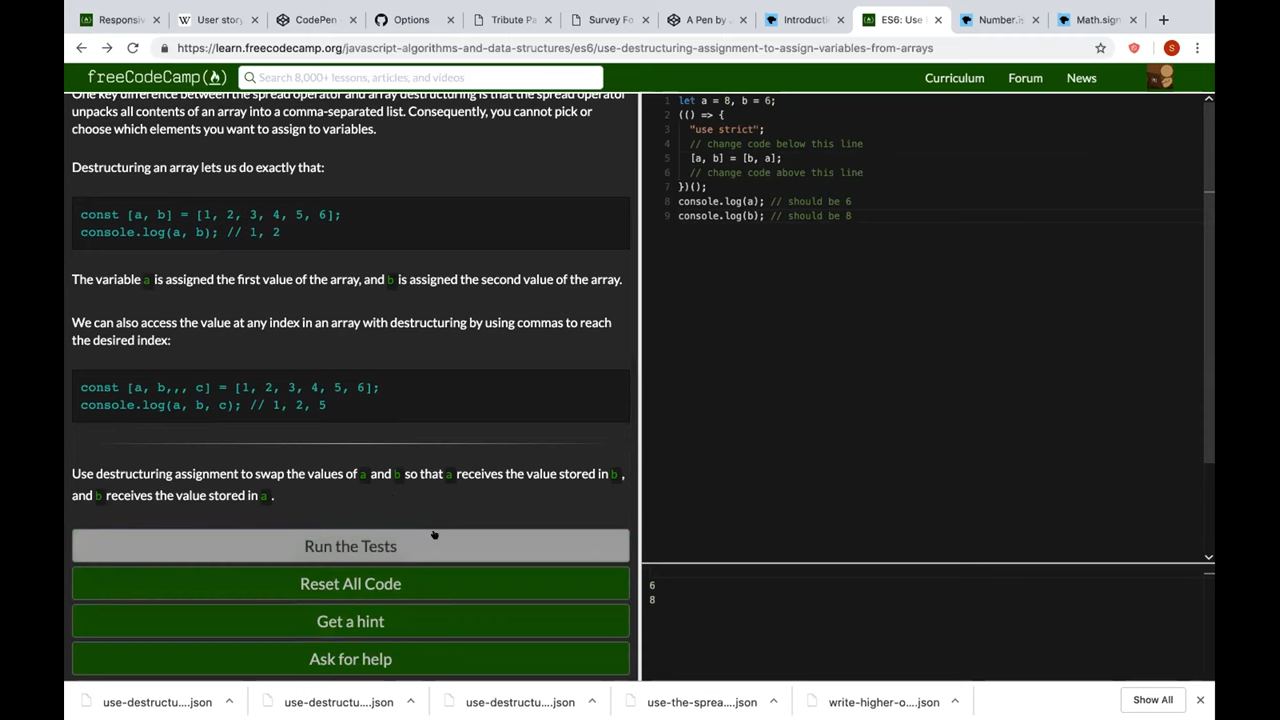 Responsiv
User story
CodePen
Options
Tribute Pa
Survey Fo
A Pen by
Introducti
ES6: Use
Number.is
Math.sign
https://learn.freecodecamp.org/javascript-algorithms-and-data-structures/es6/use-destructuring-assignment-to-assign-variables-from-arrays
S
freeCodeCamp
Search 8,000+ lessons, articles, and videos
Curriculum
Forum
News
One key difference between the spread operator and array destructuring is that the spread operator
unpacks all contents of an array into a comma-separated list. Consequently, you cannot pick or
choose which elements you want to assign to variables.
Destructuring an array lets us do exactly that:
const [a, b] = [1, 2, 3, 4, 5, 6];
console.log(a, b); // 1, 2
The variable a is assigned the first value of the array, and b is assigned the second value of the array.
We can also access the value at any index in an array with destructuring by using commas to reach
the desired index:
const [a, b,,, c] = [1, 2, 3, 4, 5, 6];
console.log(a, b, c); // 1, 2, 5
Use destructuring assignment to swap the values of a and b so that a receives the value stored in b ,
and b receives the value stored in a .
Run the Tests
Reset All Code
Get a hint
Ask for help
1 let a = 8, b = 6;
2 (() => {
3 "use strict";
4 // change code below this line
5 [a, b] = [b, a];
6 // change code above this line
7 })();
8 console.log(a); // should be 6
9 console.log(b); // should be 8
6
8
use-destructu....json
use-destructu....json
use-destructu....json
use-the-sprea....json
write-higher-o....json
Show All